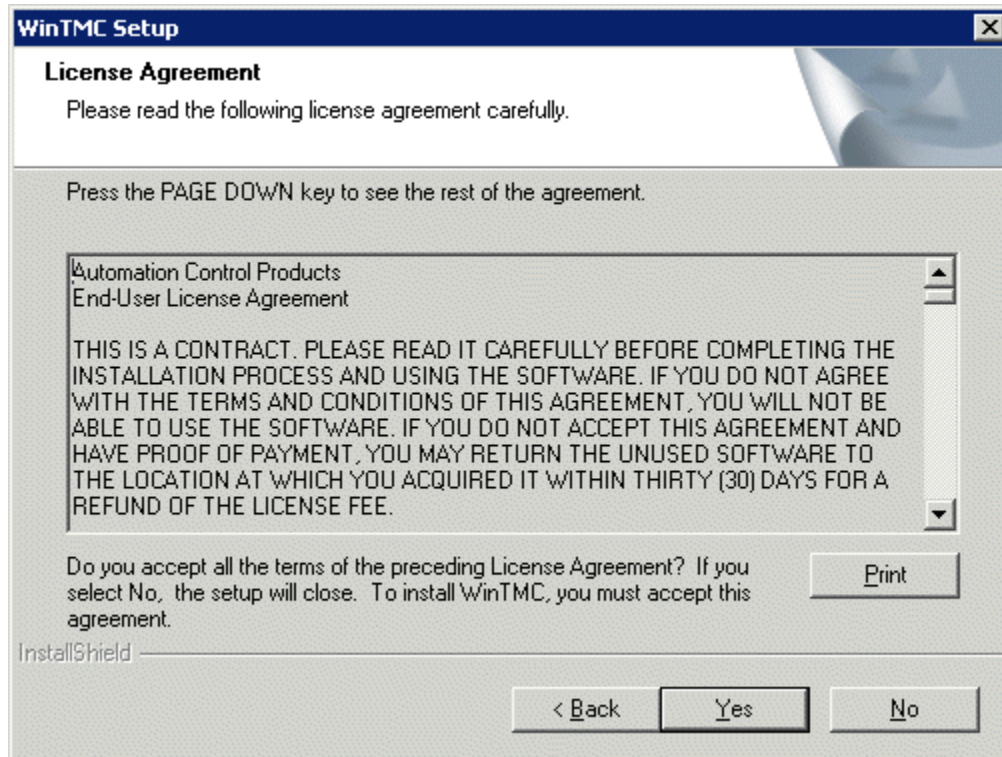 WinTMC Setup
License Agreement
Please read the following license agreement carefully.
Press the PAGE DOWN key to see the rest of the agreement.
Automation Control Products
End-User License Agreement
THIS IS A CONTRACT. PLEASE READ IT CAREFULLY BEFORE COMPLETING THE
INSTALLATION PROCESS AND USING THE SOFTWARE. IF YOU DO NOT AGREE
WITH THE TERMS AND CONDITIONS OF THIS AGREEMENT, YOU WILL NOT BE
ABLE TO USE THE SOFTWARE. IF YOU DO NOT ACCEPT THIS AGREEMENT AND
HAVE PROOF OF PAYMENT, YOU MAY RETURN THE UNUSED SOFTWARE TO
THE LOCATION AT WHICH YOU ACQUIRED IT WITHIN THIRTY (30) DAYS FOR A
REFUND OF THE LICENSE FEE.
Do you accept all the terms of the preceding License Agreement? If you
select No, the setup will close. To install WinTMC, you must accept this
agreement.
Print
InstallShield
< Back
Yes
No